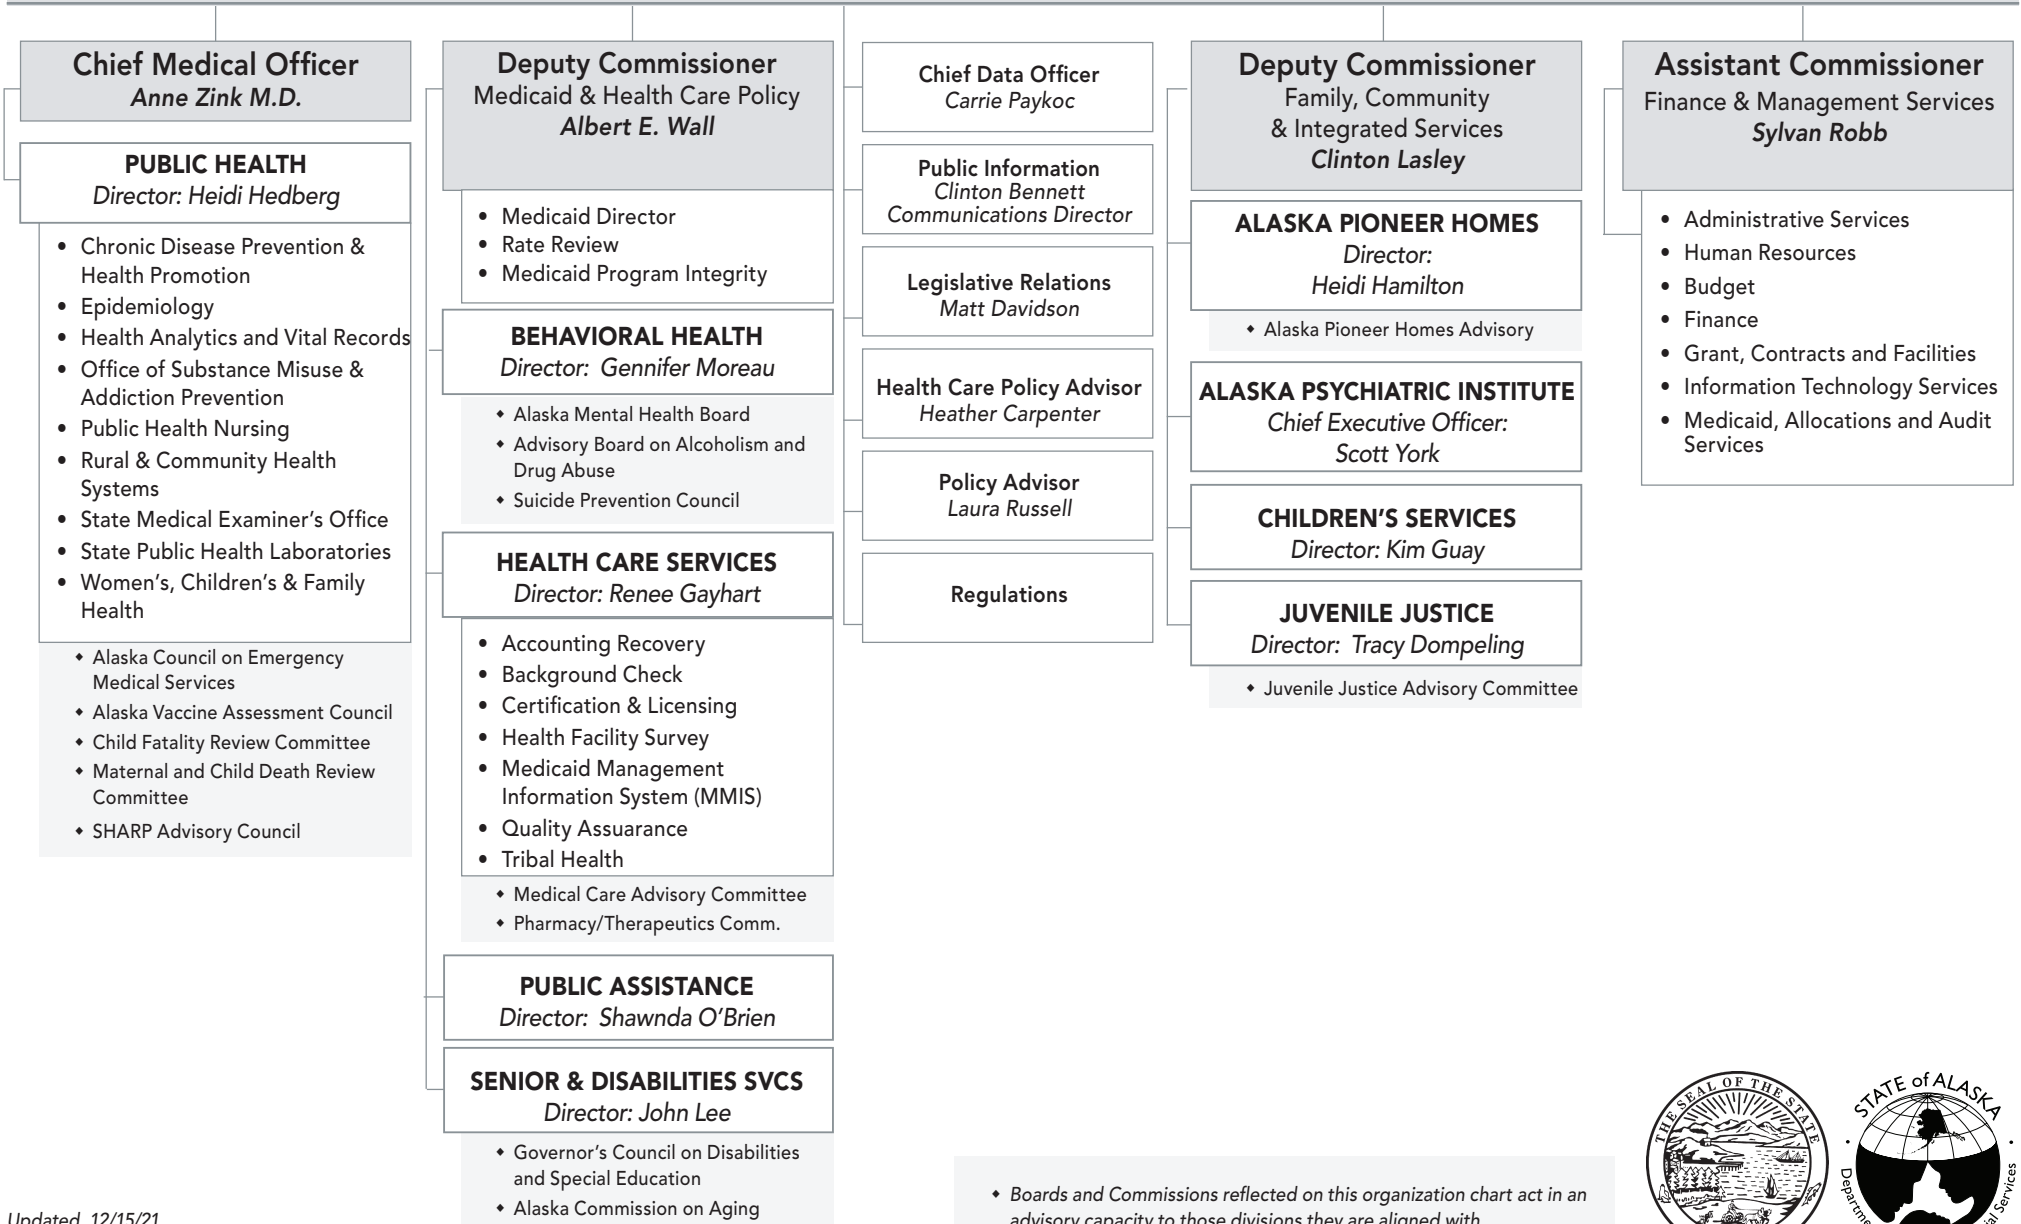 Chief Medical Officer
Anne Zink M.D.
PUBLIC HEALTH
Director: Heidi Hedberg
• Chronic Disease Prevention &
Health Promotion
• Epidemiology
• Health Analytics and Vital Records
• Office of Substance Misuse &
Addiction Prevention
• Public Health Nursing
• Rural & Community Health
Systems
• State Medical Examiner's Office
• State Public Health Laboratories
• Women's, Children's & Family
Health
◆ Alaska Council on Emergency
Medical Services
◆ Alaska Vaccine Assessment Council
◆ Child Fatality Review Committee
◆ Maternal and Child Death Review
Committee
◆ SHARP Advisory Council
Deputy Commissioner
Medicaid & Health Care Policy
Albert E. Wall
• Medicaid Director
• Rate Review
• Medicaid Program Integrity
BEHAVIORAL HEALTH
Director: Gennifer Moreau
◆ Alaska Mental Health Board
◆ Advisory Board on Alcoholism and
Drug Abuse
◆ Suicide Prevention Council
HEALTH CARE SERVICES
Director: Renee Gayhart
• Accounting Recovery
• Background Check
• Certification & Licensing
• Health Facility Survey
• Medicaid Management
Information System (MMIS)
• Quality Assuarance
• Tribal Health
◆ Medical Care Advisory Committee
◆ Pharmacy/Therapeutics Comm.
PUBLIC ASSISTANCE
Director: Shawnda O'Brien
SENIOR & DISABILITIES SVCS
Director: John Lee
◆ Governor's Council on Disabilities
and Special Education
◆ Alaska Commission on Aging
Chief Data Officer
Carrie Paykoc
Public Information
Clinton Bennett
Communications Director
Legislative Relations
Matt Davidson
Health Care Policy Advisor
Heather Carpenter
Policy Advisor
Laura Russell
Regulations
Deputy Commissioner
Family, Community
& Integrated Services
Clinton Lasley
ALASKA PIONEER HOMES
Director:
Heidi Hamilton
◆ Alaska Pioneer Homes Advisory
ALASKA PSYCHIATRIC INSTITUTE
Chief Executive Officer:
Scott York
CHILDREN'S SERVICES
Director: Kim Guay
JUVENILE JUSTICE
Director: Tracy Dompeling
◆ Juvenile Justice Advisory Committee
Assistant Commissioner
Finance & Management Services
Sylvan Robb
• Administrative Services
• Human Resources
• Budget
• Finance
• Grant, Contracts and Facilities
• Information Technology Services
• Medicaid, Allocations and Audit
Services
Updated 12/15/21
◆ Boards and Commissions reflected on this organization chart act in an
advisory capacity to those divisions they are aligned with
THE SEAL OF THE STATE
STATE of ALASKA
Services